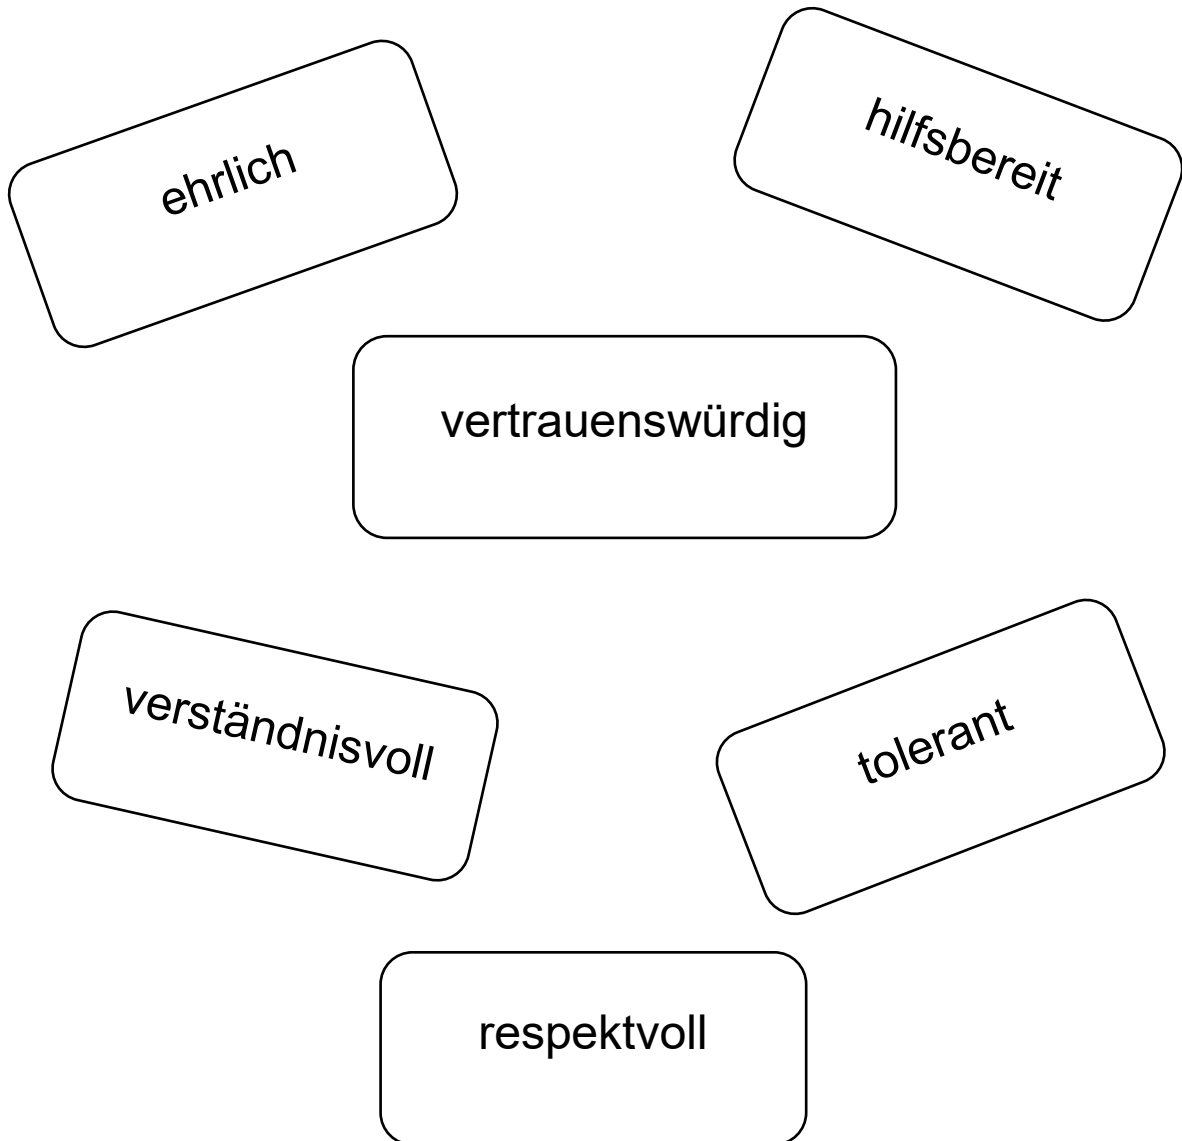 ehrlich
hilfsbereit
vertrauenswürdig
verständnisvoll
tolerant
respektvoll